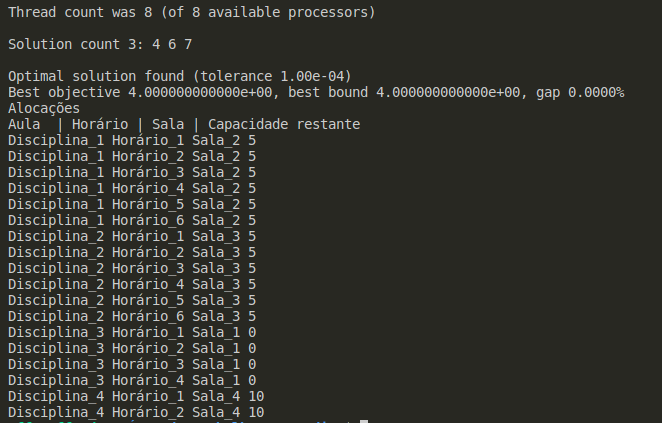 Thread count was 8 (of 8 available processors)
Solution count 3: 4 6 7
Optimal solution found (tolerance 1.00e-04)
Best objective 4.000000000000e+00, best bound 4.000000000000e+00, gap 0.0000%
Alocações
Aula  | Horário | Sala | Capacidade restante
Disciplina_1 Horário_1 Sala_2 5
Disciplina_1 Horário_2 Sala_2 5
Disciplina_1 Horário_3 Sala_2 5
Disciplina_1 Horário_4 Sala_2 5
Disciplina_1 Horário_5 Sala_2 5
Disciplina_1 Horário_6 Sala_2 5
Disciplina_2 Horário_1 Sala_3 5
Disciplina_2 Horário_2 Sala_3 5
Disciplina_2 Horário_3 Sala_3 5
Disciplina_2 Horário_4 Sala_3 5
Disciplina_2 Horário_5 Sala_3 5
Disciplina_2 Horário_6 Sala_3 5
Disciplina_3 Horário_1 Sala_1 0
Disciplina_3 Horário_2 Sala_1 0
Disciplina_3 Horário_3 Sala_1 0
Disciplina_3 Horário_4 Sala_1 0
Disciplina_4 Horário_1 Sala_4 10
Disciplina_4 Horário_2 Sala_4 10